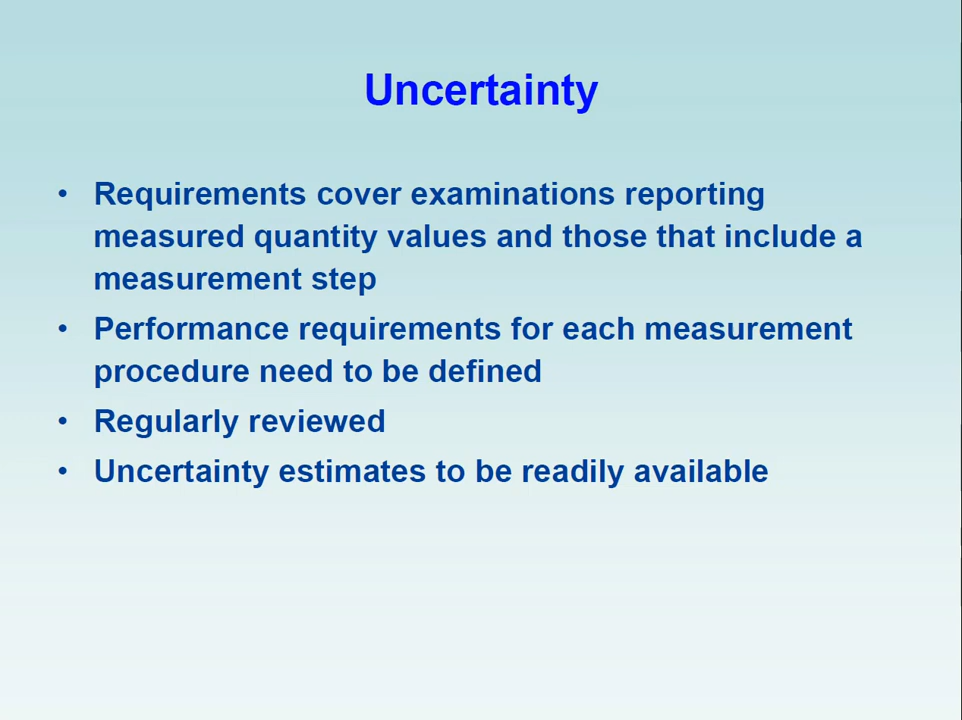 Uncertainty
• Requirements cover examinations reporting
measured quantity values and those that include a
measurement step
• Performance requirements for each measurement
procedure need to be defined
• Regularly reviewed
• Uncertainty estimates to be readily available